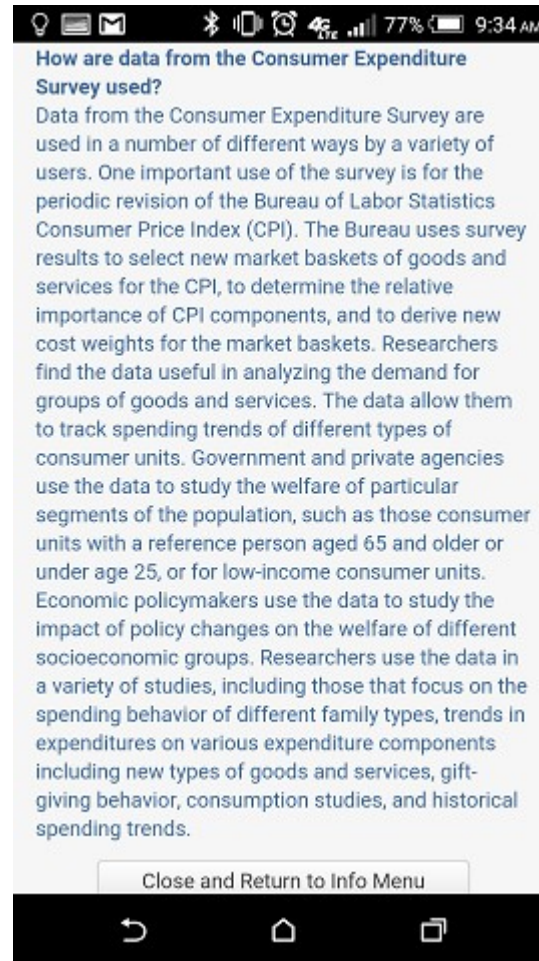 77% 9:34 AM
How are data from the Consumer Expenditure
Survey used?
Data from the Consumer Expenditure Survey are
used in a number of different ways by a variety of
users. One important use of the survey is for the
periodic revision of the Bureau of Labor Statistics
Consumer Price Index (CPI). The Bureau uses survey
results to select new market baskets of goods and
services for the CPI, to determine the relative
importance of CPI components, and to derive new
cost weights for the market baskets. Researchers
find the data useful in analyzing the demand for
groups of goods and services. The data allow them
to track spending trends of different types of
consumer units. Government and private agencies
use the data to study the welfare of particular
segments of the population, such as those consumer
units with a reference person aged 65 and older or
under age 25, or for low-income consumer units.
Economic policymakers use the data to study the
impact of policy changes on the welfare of different
socioeconomic groups. Researchers use the data in
a variety of studies, including those that focus on the
spending behavior of different family types, trends in
expenditures on various expenditure components
including new types of goods and services, gift-
giving behavior, consumption studies, and historical
spending trends.
Close and Return to Info Menu